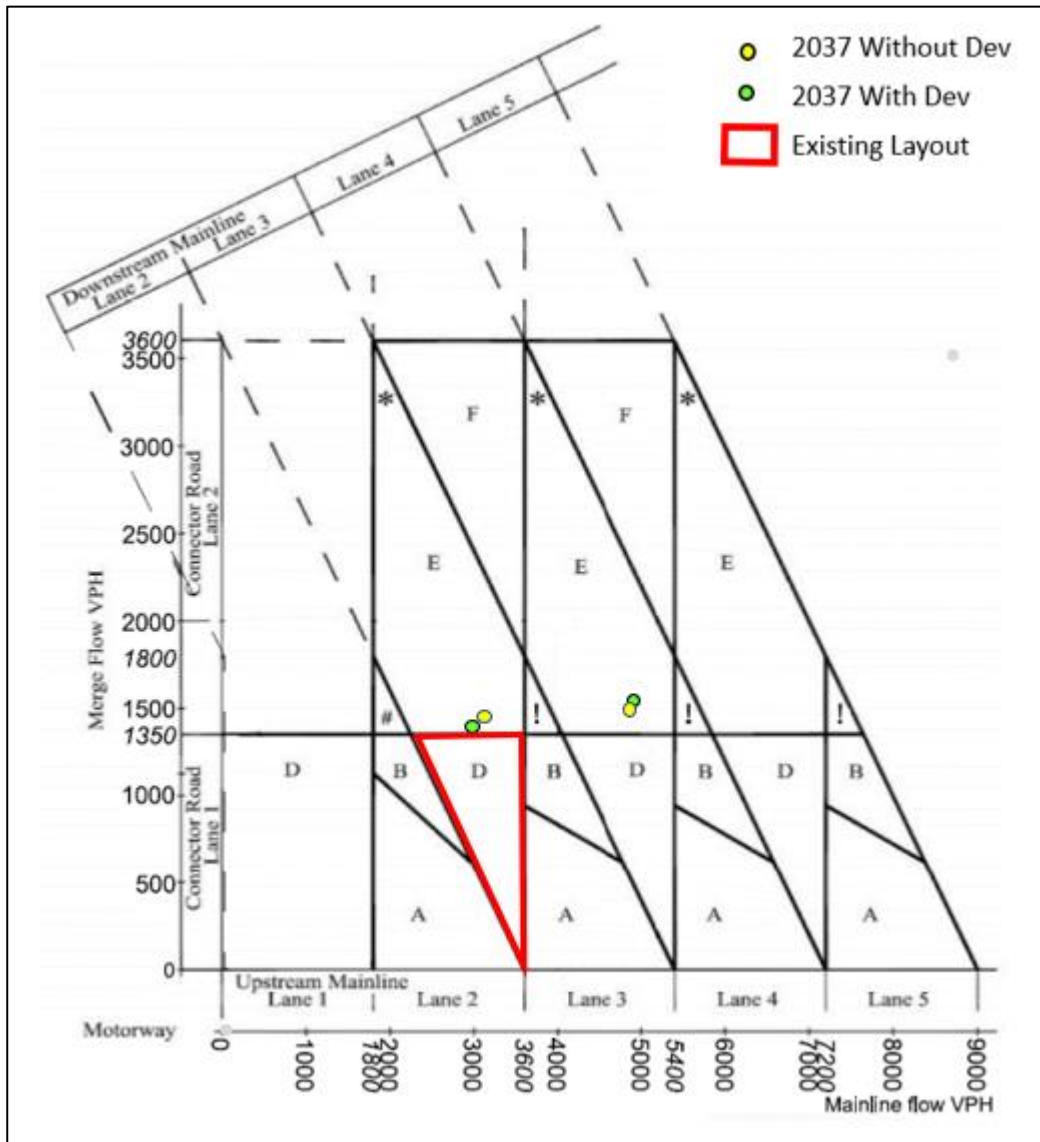 2037 Without Dev
2037 With Dev
Existing Layout
Lane 5
Lane 4
Downstream Mainline
Lane 3
Lane 2
3600
3500
3000
2500
2000
1800
1500
1350
1000
500
0
Merge Flow VPH
Connector Road
Lane 2
Connector Road
Lane 1
* * *
F F
E E E
# ! ! !
D B D B D B D B
A A A A
Upstream Mainline
Lane 1 Lane 2 Lane 3 Lane 4 Lane 5
Motorway
0 1000 7800 2000 3000 3600 4000 5000 5400 6000 7000 7200 8000 9000
Mainline flow VPH